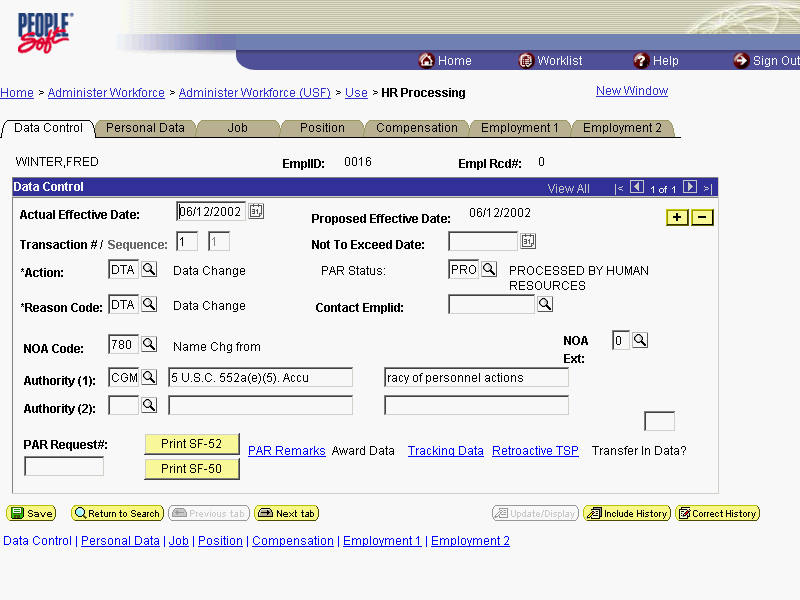 PEOPLE
Soft
Home Worklist Help Sign Out
Home > Administer Workforce > Administer Workforce (USF) > Use > HR Processing New Window
Data Control Personal Data Job Position Compensation Employment 1 Employment 2
WINTER,FRED EmplID: 0016 Empl Rcd#: 0
Data Control View All |< 1 of 1 >|
Actual Effective Date: 06/12/2002 31 Proposed Effective Date: 06/12/2002 + −
Transaction # / Sequence: 1 1 Not To Exceed Date: 31
*Action: DTA Data Change PAR Status: PRO PROCESSED BY HUMAN
RESOURCES
*Reason Code: DTA Data Change Contact Emplid:
NOA Code: 780 Name Chg from NOA
Ext: 0
Authority (1): CGM 5 U.S.C. 552a(e)(5). Accu racy of personnel actions
Authority (2):
PAR Request#: Print SF-52 PAR Remarks Award Data Tracking Data Retroactive TSP Transfer In Data?
Print SF-50
Save Return to Search Previous tab Next tab Update/Display Include History Correct History
Data Control | Personal Data | Job | Position | Compensation | Employment 1 | Employment 2